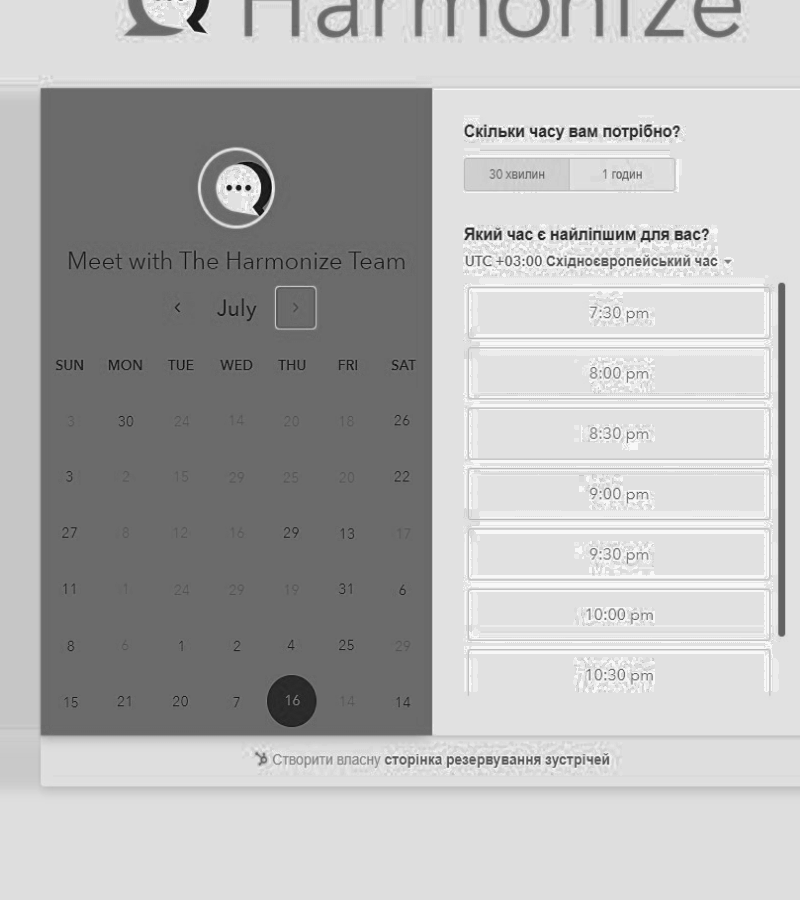 Harmonize
Meet with The Harmonize Team
July
SUN MON TUE WED THU FRI SAT
3 30 24 14 20 18 26
3 2 15 29 25 20 22
27 8 12 16 29 13 17
11 1 24 29 19 31 6
8 6 1 2 4 25 29
15 21 20 7 16 14 14
Скільки часу вам потрібно?
30 хвилин 1 годин
Який час є найліпшим для вас?
UTC +03:00 Східноєвропейський час
7:30 pm
8:00 pm
8:30 pm
9:00 pm
9:30 pm
10:00 pm
10:30 pm
Створити власну сторінка резервування зустрічей